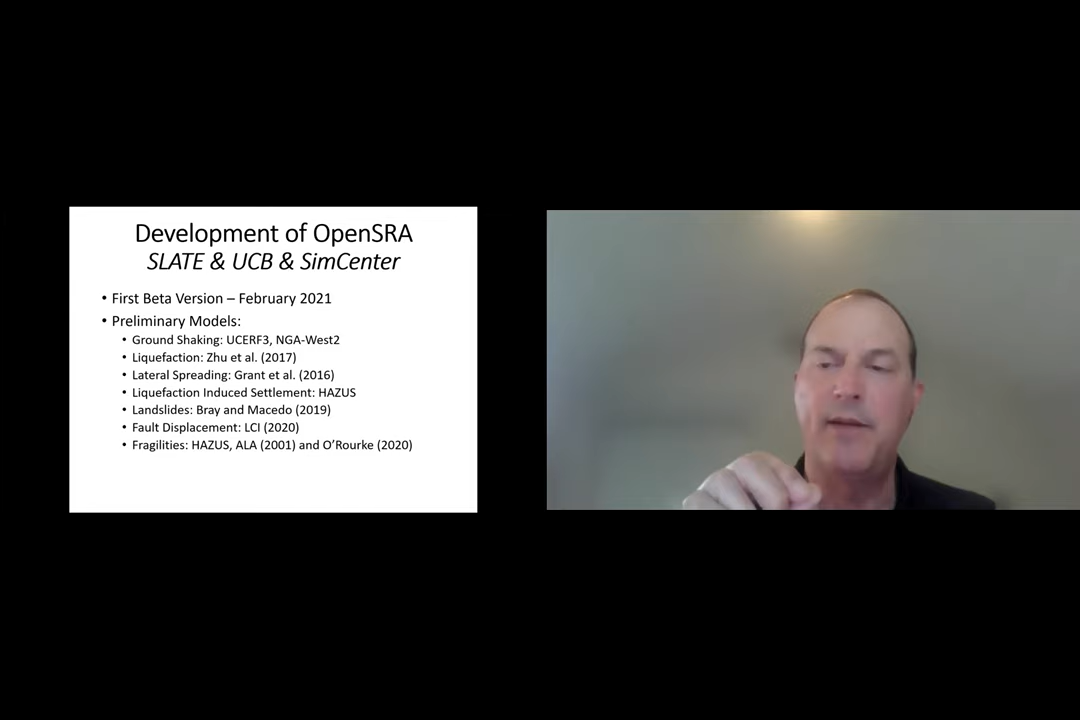 Development of OpenSRA
SLATE & UCB & SimCenter
• First Beta Version – February 2021
• Preliminary Models:
• Ground Shaking: UCERF3, NGA-West2
• Liquefaction: Zhu et al. (2017)
• Lateral Spreading: Grant et al. (2016)
• Liquefaction Induced Settlement: HAZUS
• Landslides: Bray and Macedo (2019)
• Fault Displacement: LCI (2020)
• Fragilities: HAZUS, ALA (2001) and O’Rourke (2020)